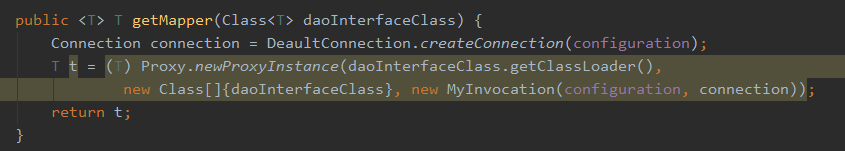 public <T> T getMapper(Class<T> daoInterfaceClass) {
Connection connection = DeaultConnection.createConnection(configuration);
T t = (T) Proxy.newProxyInstance(daoInterfaceClass.getClassLoader(),
new Class[]{daoInterfaceClass}, new MyInvocation(configuration, connection));
return t;
}